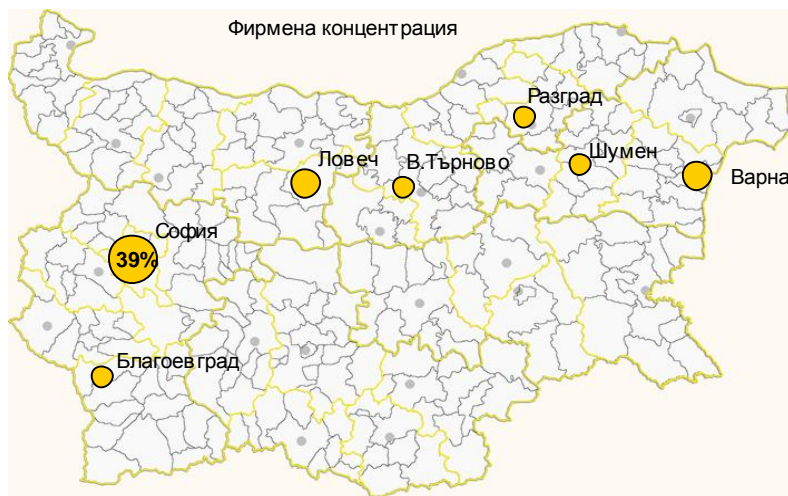 Фирмена концентрация
Разград
Ловеч
В.Търново
Шумен
Варна
София
39%
Благоевград